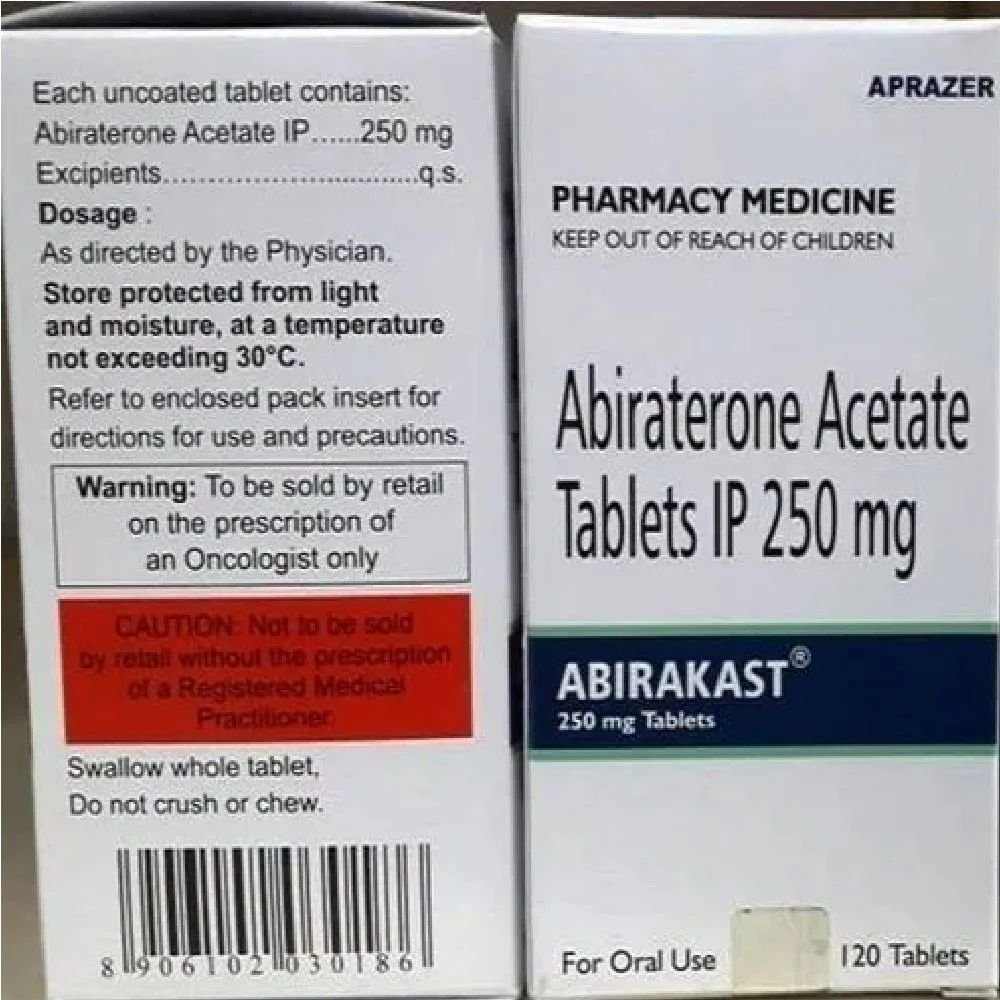 Each uncoated tablet contains:
Abiraterone Acetate IP......250 mg
Excipients................................q.s.
Dosage :
As directed by the Physician.
Store protected from light
and moisture, at a temperature
not exceeding 30°C.
Refer to enclosed pack insert for
directions for use and precautions.
Warning: To be sold by retail
on the prescription of
an Oncologist only
CAUTION: Not to be sold
by retail without the prescription
of a Registered Medical
Practitioner.
Swallow whole tablet,
Do not crush or chew.
8 906102 030186
APRAZER
PHARMACY MEDICINE
KEEP OUT OF REACH OF CHILDREN
Abiraterone Acetate
Tablets IP 250 mg
ABIRAKAST®
250 mg Tablets
For Oral Use
120 Tablets